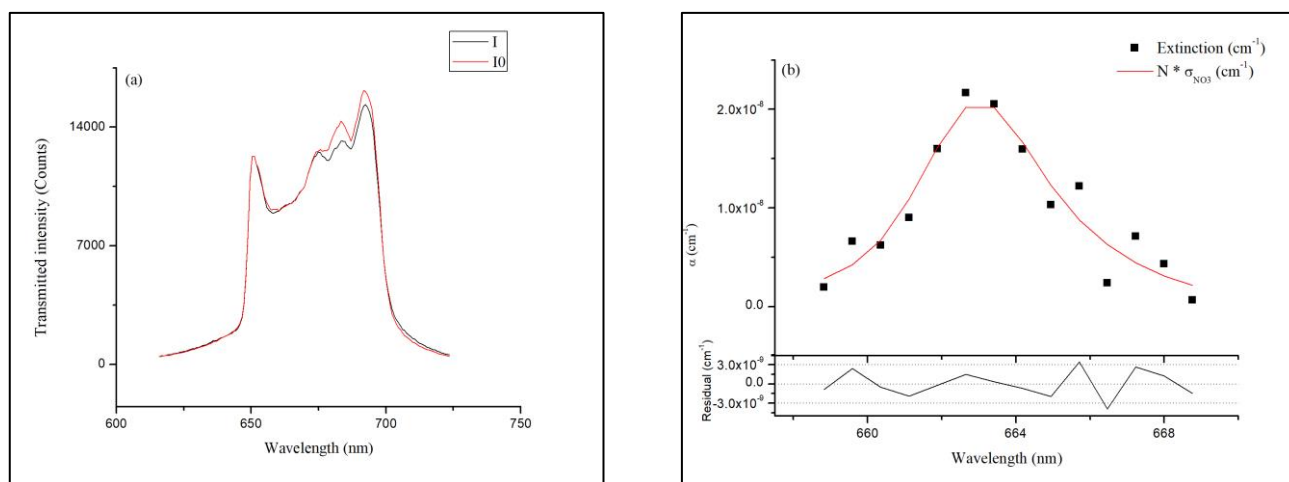 (a)
I
I0
Transmitted intensity (Counts)
14000
7000
0
600
650
700
750
Wavelength (nm)
(b)
Extinction (cm⁻¹)
N * σNO3 (cm⁻¹)
α (cm⁻¹)
2.0x10⁻⁸
1.0x10⁻⁸
0.0
Residual (cm⁻¹)
3.0x10⁻⁹
0.0
-3.0x10⁻⁹
660
664
668
Wavelength (nm)